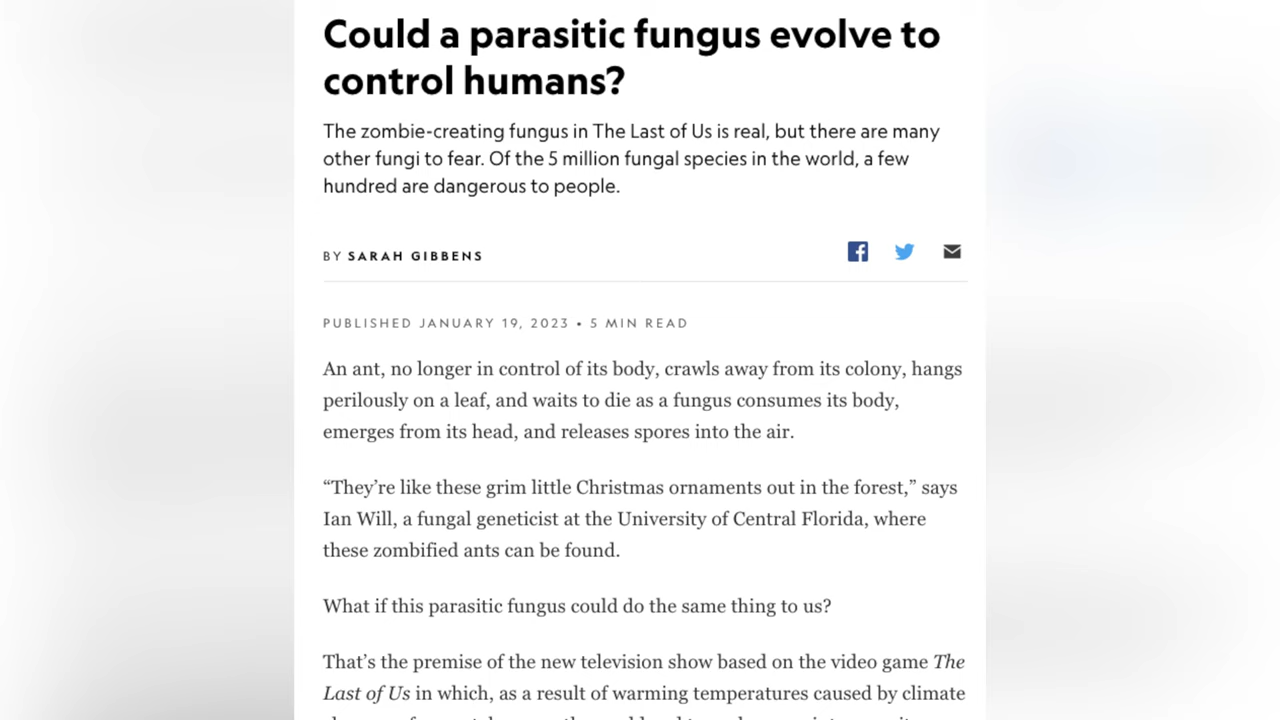 Could a parasitic fungus evolve to
control humans?
The zombie-creating fungus in The Last of Us is real, but there are many
other fungi to fear. Of the 5 million fungal species in the world, a few
hundred are dangerous to people.
BY SARAH GIBBENS
PUBLISHED JANUARY 19, 2023 • 5 MIN READ
An ant, no longer in control of its body, crawls away from its colony, hangs
perilously on a leaf, and waits to die as a fungus consumes its body,
emerges from its head, and releases spores into the air.
“They’re like these grim little Christmas ornaments out in the forest,” says
Ian Will, a fungal geneticist at the University of Central Florida, where
these zombified ants can be found.
What if this parasitic fungus could do the same thing to us?
That’s the premise of the new television show based on the video game The
Last of Us in which, as a result of warming temperatures caused by climate